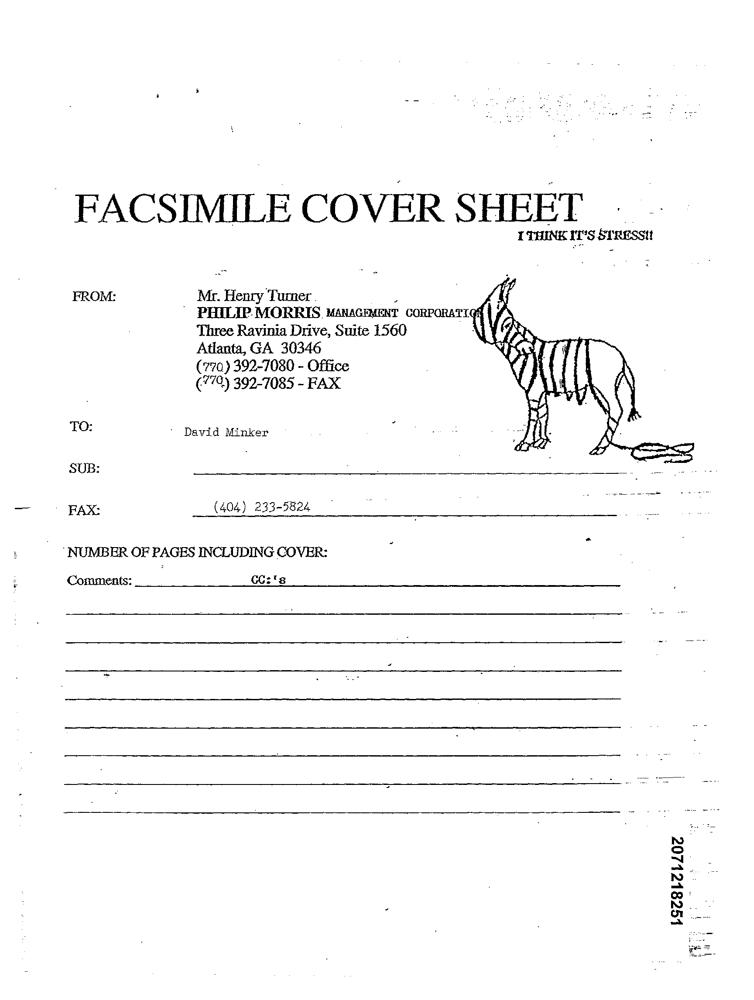 FACSIMILE COVER SHEET
I THINK IT'S STRESS!!
FROM: Mr. Henry Turner
PHILIP MORRIS MANAGEMENT CORPORATIO
Three Ravinia Drive, Suite 1560
Atlanta, GA 30346
(770) 392-7080 - Office
(770) 392-7085 - FAX
TO: David Minker
SUB:
FAX: (404) 233-5824
NUMBER OF PAGES INCLUDING COVER:
Comments: CC:'s
2071218251